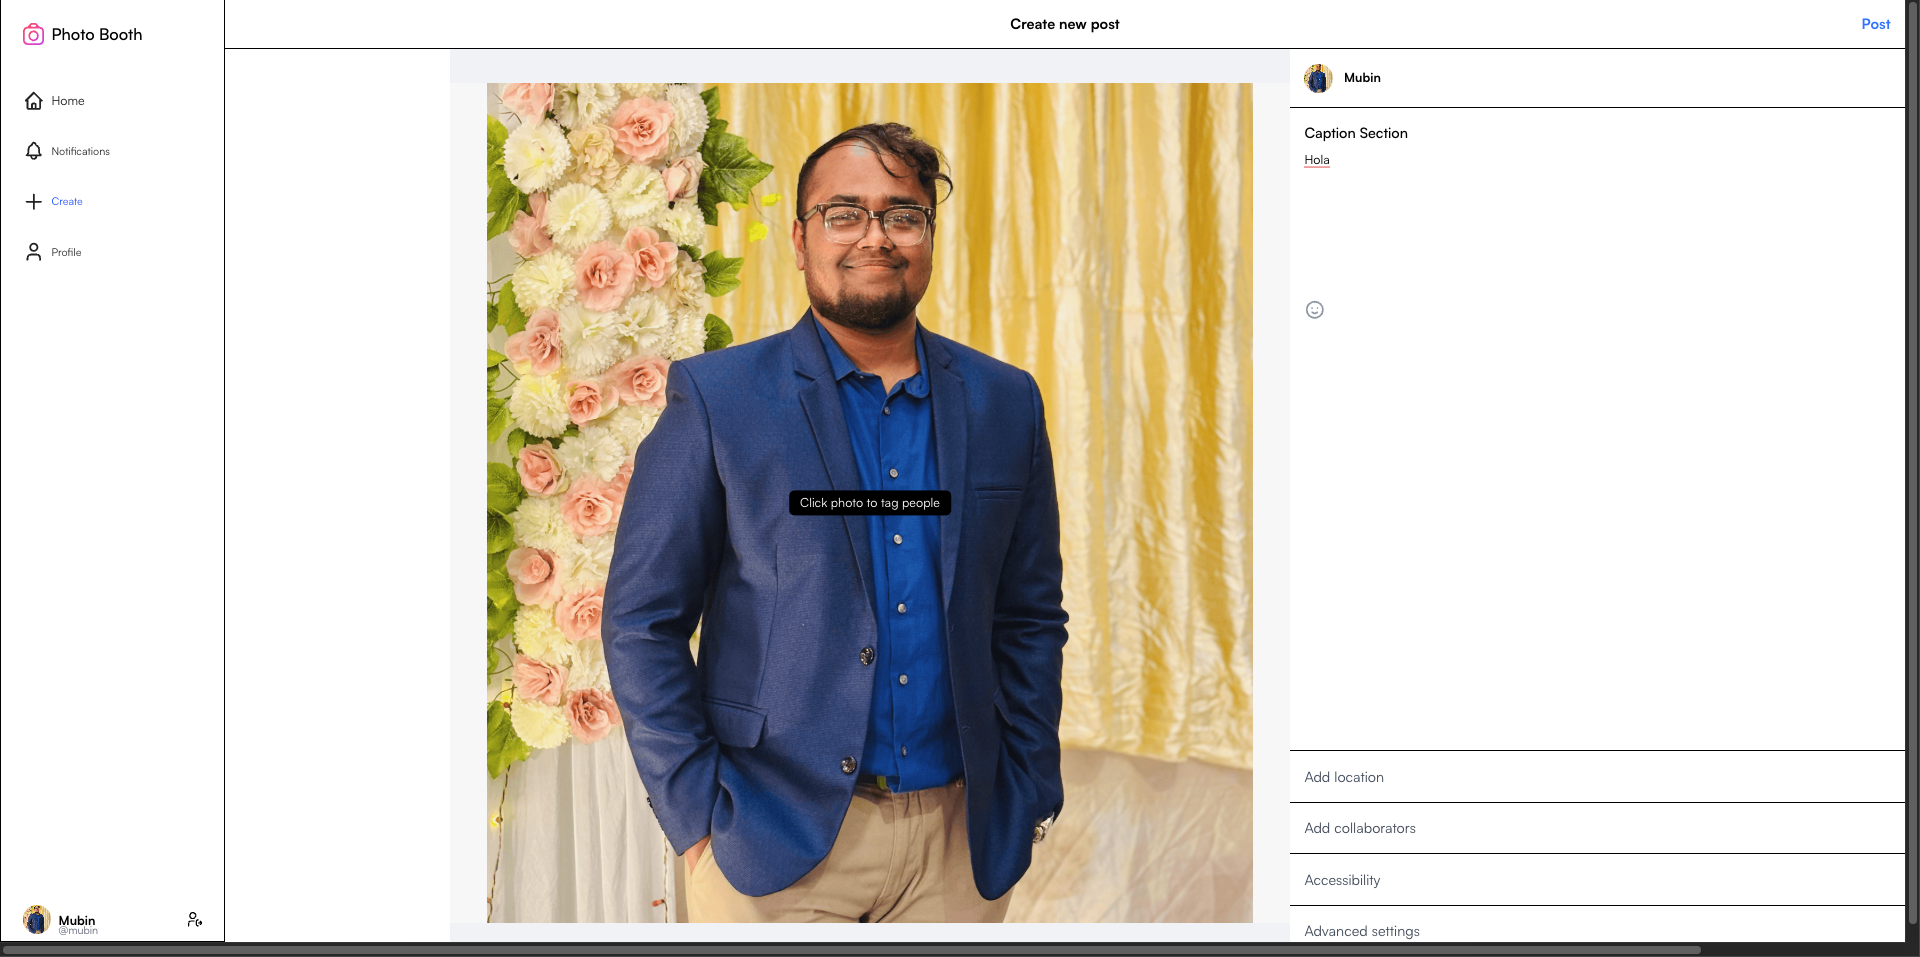 Photo Booth
Home
Notifications
Create
Profile
Mubin
@mubin
Create new post
Post
Click photo to tag people
Mubin
Caption Section
Hola
Add location
Add collaborators
Accessibility
Advanced settings